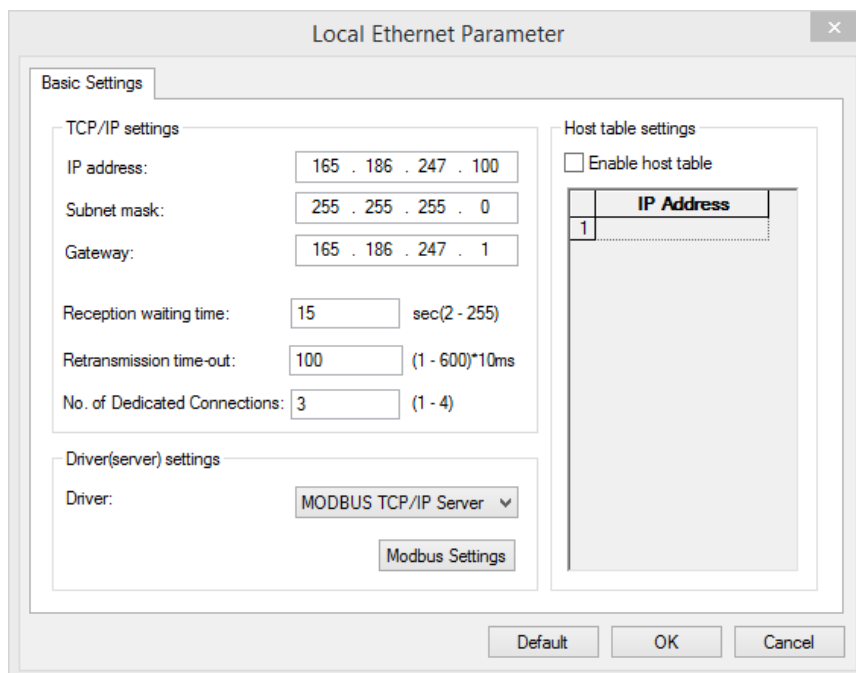 Local Ethernet Parameter
Basic Settings
TCP/IP settings
IP address: 165 . 186 . 247 . 100
Subnet mask: 255 . 255 . 255 . 0
Gateway: 165 . 186 . 247 . 1
Reception waiting time: 15 sec(2 - 255)
Retransmission time-out: 100 (1 - 600)*10ms
No. of Dedicated Connections: 3 (1 - 4)
Driver(server) settings
Driver: MODBUS TCP/IP Server
Modbus Settings
Host table settings
Enable host table
IP Address
1
Default OK Cancel